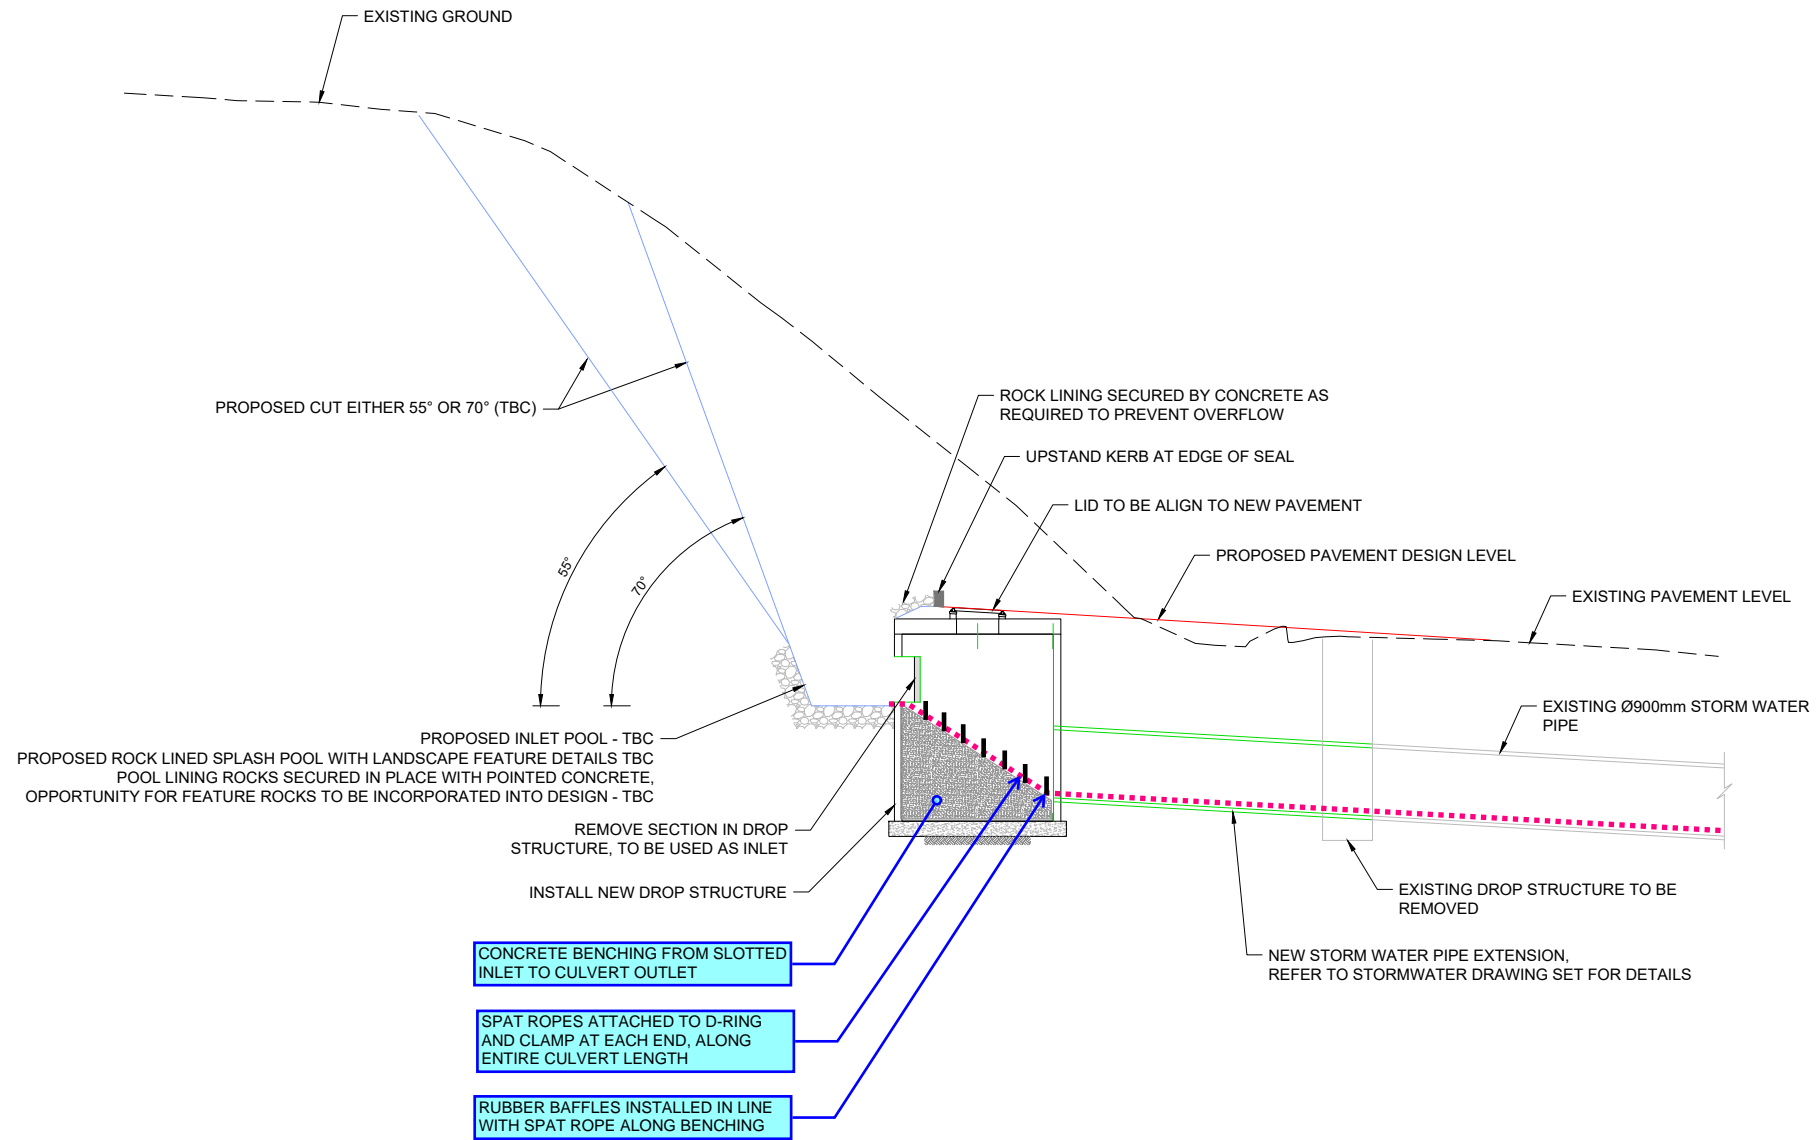 EXISTING GROUND
PROPOSED CUT EITHER 55° OR 70° (TBC)
ROCK LINING SECURED BY CONCRETE AS
REQUIRED TO PREVENT OVERFLOW
UPSTAND KERB AT EDGE OF SEAL
LID TO BE ALIGN TO NEW PAVEMENT
PROPOSED PAVEMENT DESIGN LEVEL
EXISTING PAVEMENT LEVEL
55°
70°
EXISTING Ø900mm STORM WATER
PIPE
PROPOSED INLET POOL - TBC
PROPOSED ROCK LINED SPLASH POOL WITH LANDSCAPE FEATURE DETAILS TBC
POOL LINING ROCKS SECURED IN PLACE WITH POINTED CONCRETE,
OPPORTUNITY FOR FEATURE ROCKS TO BE INCORPORATED INTO DESIGN - TBC
REMOVE SECTION IN DROP
STRUCTURE, TO BE USED AS INLET
INSTALL NEW DROP STRUCTURE
EXISTING DROP STRUCTURE TO BE
REMOVED
NEW STORM WATER PIPE EXTENSION,
REFER TO STORMWATER DRAWING SET FOR DETAILS
CONCRETE BENCHING FROM SLOTTED
INLET TO CULVERT OUTLET
SPAT ROPES ATTACHED TO D-RING
AND CLAMP AT EACH END, ALONG
ENTIRE CULVERT LENGTH
RUBBER BAFFLES INSTALLED IN LINE
WITH SPAT ROPE ALONG BENCHING